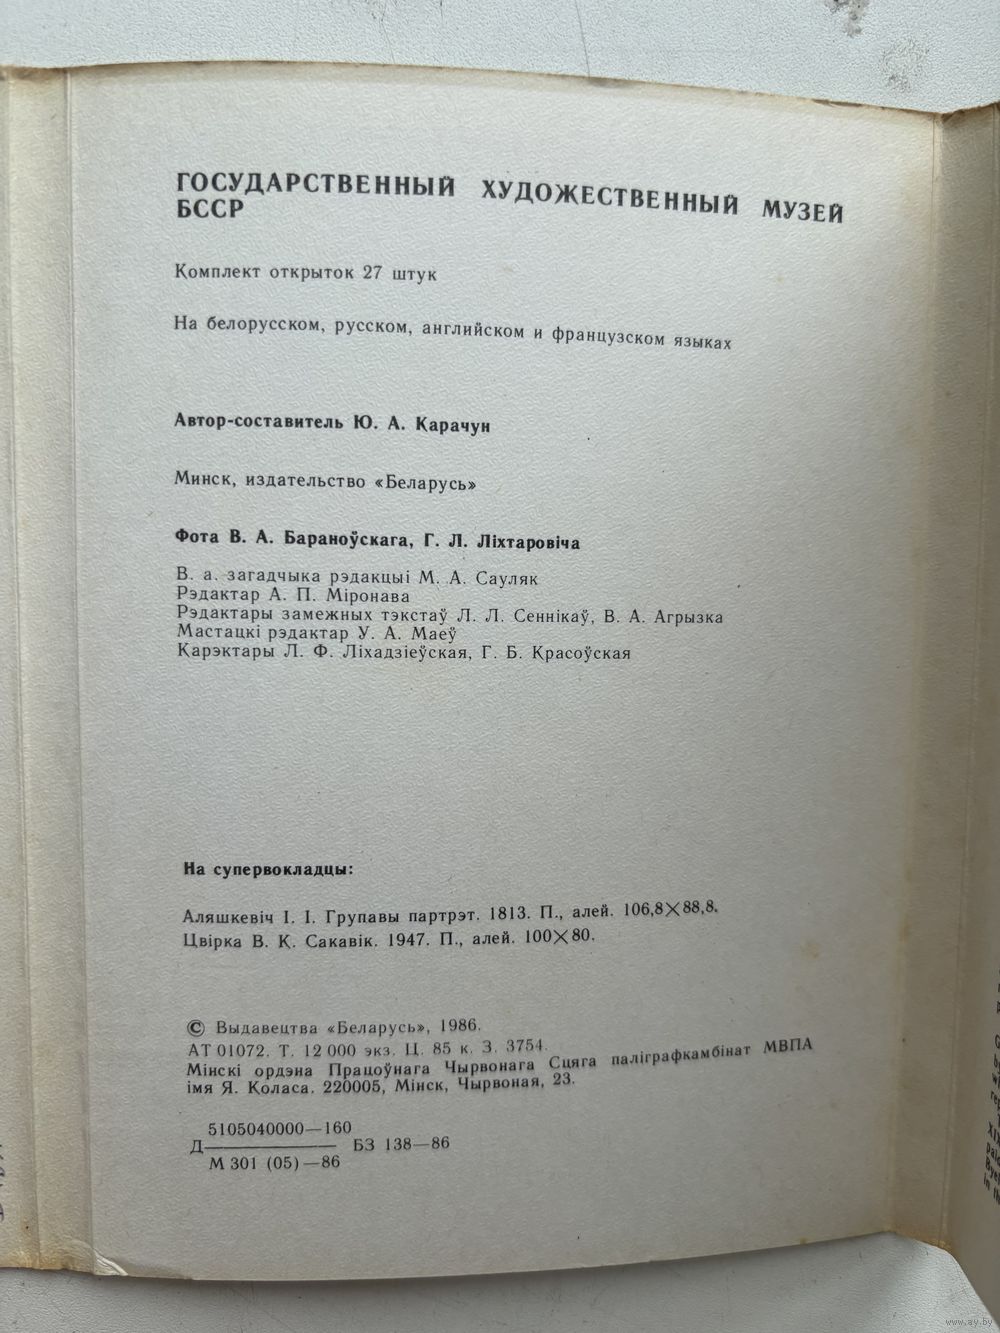 ГОСУДАРСТВЕННЫЙ ХУДОЖЕСТВЕННЫЙ МУЗЕЙ
БССР
Комплект открыток 27 штук
На белорусском, русском, английском и французском языках
Автор-составитель Ю. А. Карачун
Минск, издательство «Беларусь»
Фота В. А. Бараноўскага, Г. Л. Ліхтаровіча
В. а. загадчыка рэдакцыі М. А. Сауляк
Рэдактар А. П. Міронава
Рэдактары замежных тэкстаў Л. Л. Сеннікаў, В. А. Агрызка
Мастацкі рэдактар У. А. Маеў
Карэктары Л. Ф. Ліхадзіеўская, Г. Б. Красоўская
На супервокладцы:
Аляшкевіч І. І. Групавы партрэт. 1813. П., алей. 106,8×88,8.
Цвірка В. К. Сакавік. 1947. П., алей. 100×80.
© Выдавецтва «Беларусь», 1986.
АТ 01072. Т. 12 000 экз. Ц. 85 к. З. 3754.
Мінскі ордэна Працоўнага Чырвонага Сцяга паліграфкамбінат МВПА
імя Я. Коласа. 220005, Мінск, Чырвоная, 23.
5105040000—160
Д——— БЗ 138—86
М 301 (05)—86
www.ay.by